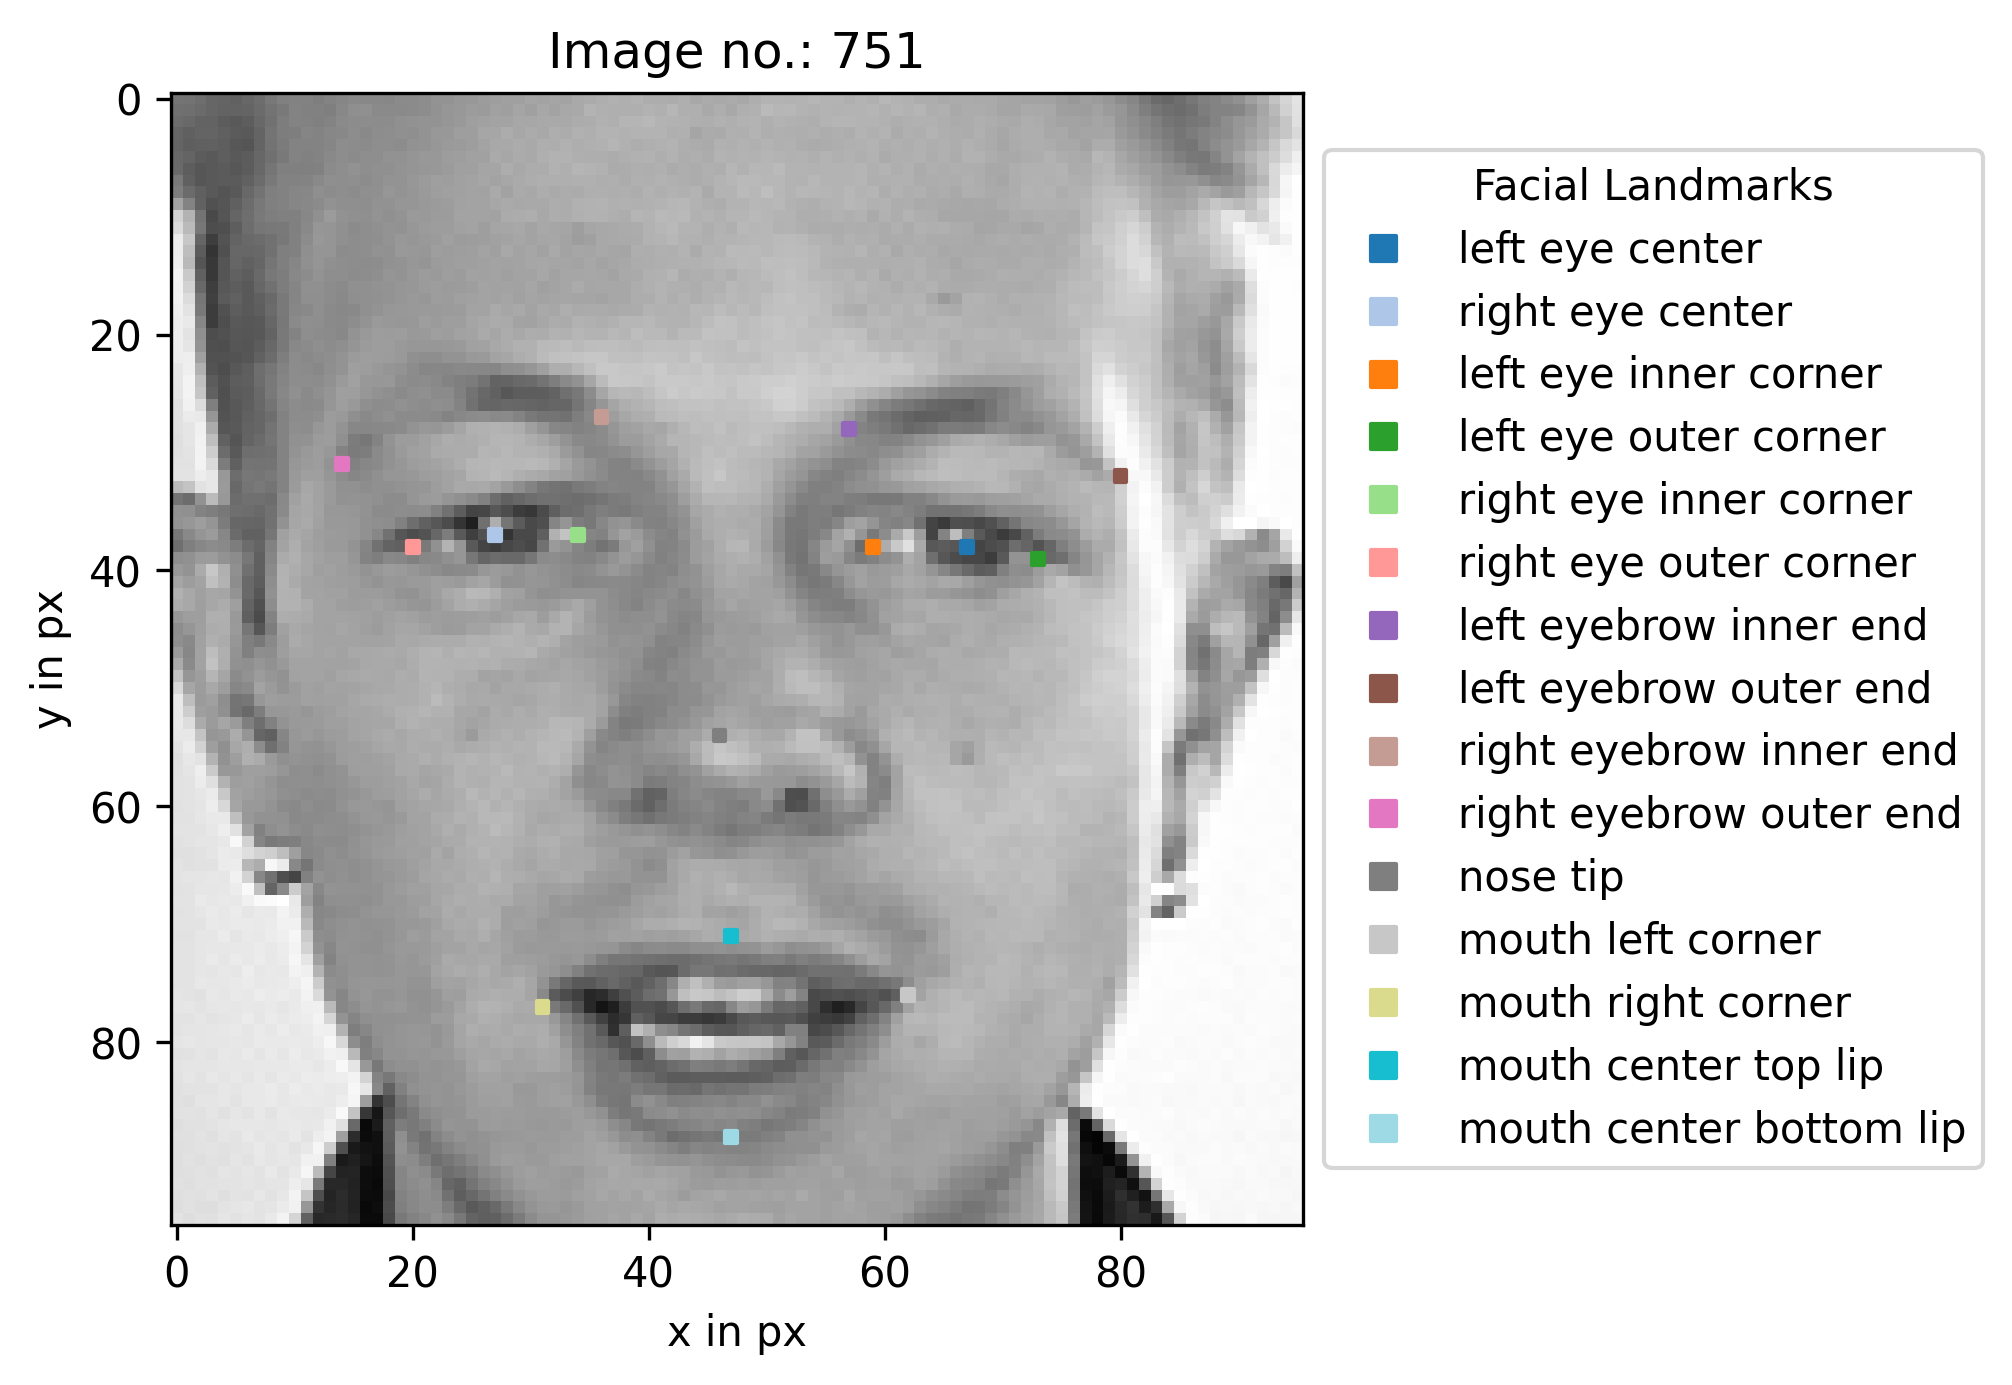 Image no.: 751
0
20
40
60
80
y in px
0 20 40 60 80
x in px
Facial Landmarks
left eye center
right eye center
left eye inner corner
left eye outer corner
right eye inner corner
right eye outer corner
left eyebrow inner end
left eyebrow outer end
right eyebrow inner end
right eyebrow outer end
nose tip
mouth left corner
mouth right corner
mouth center top lip
mouth center bottom lip